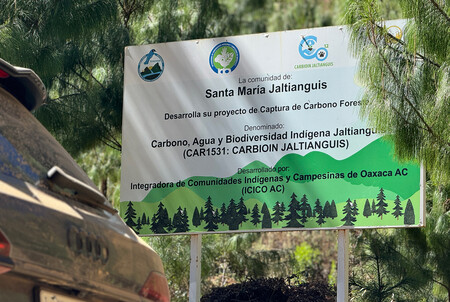 CARBIOIN JALTIANGUIS
La comunidad de:
Santa María Jaltianguis
Desarrolla su proyecto de Captura de Carbono
Denominado:
Carbono, Agua y Biodiversidad Indígena
(CAR1531: CARBIOIN JALTIANGUIS)
Desarrollado por:
Integradora de Comunidades Indígenas y Campesinas de Oaxaca AC
(ICICO AC)